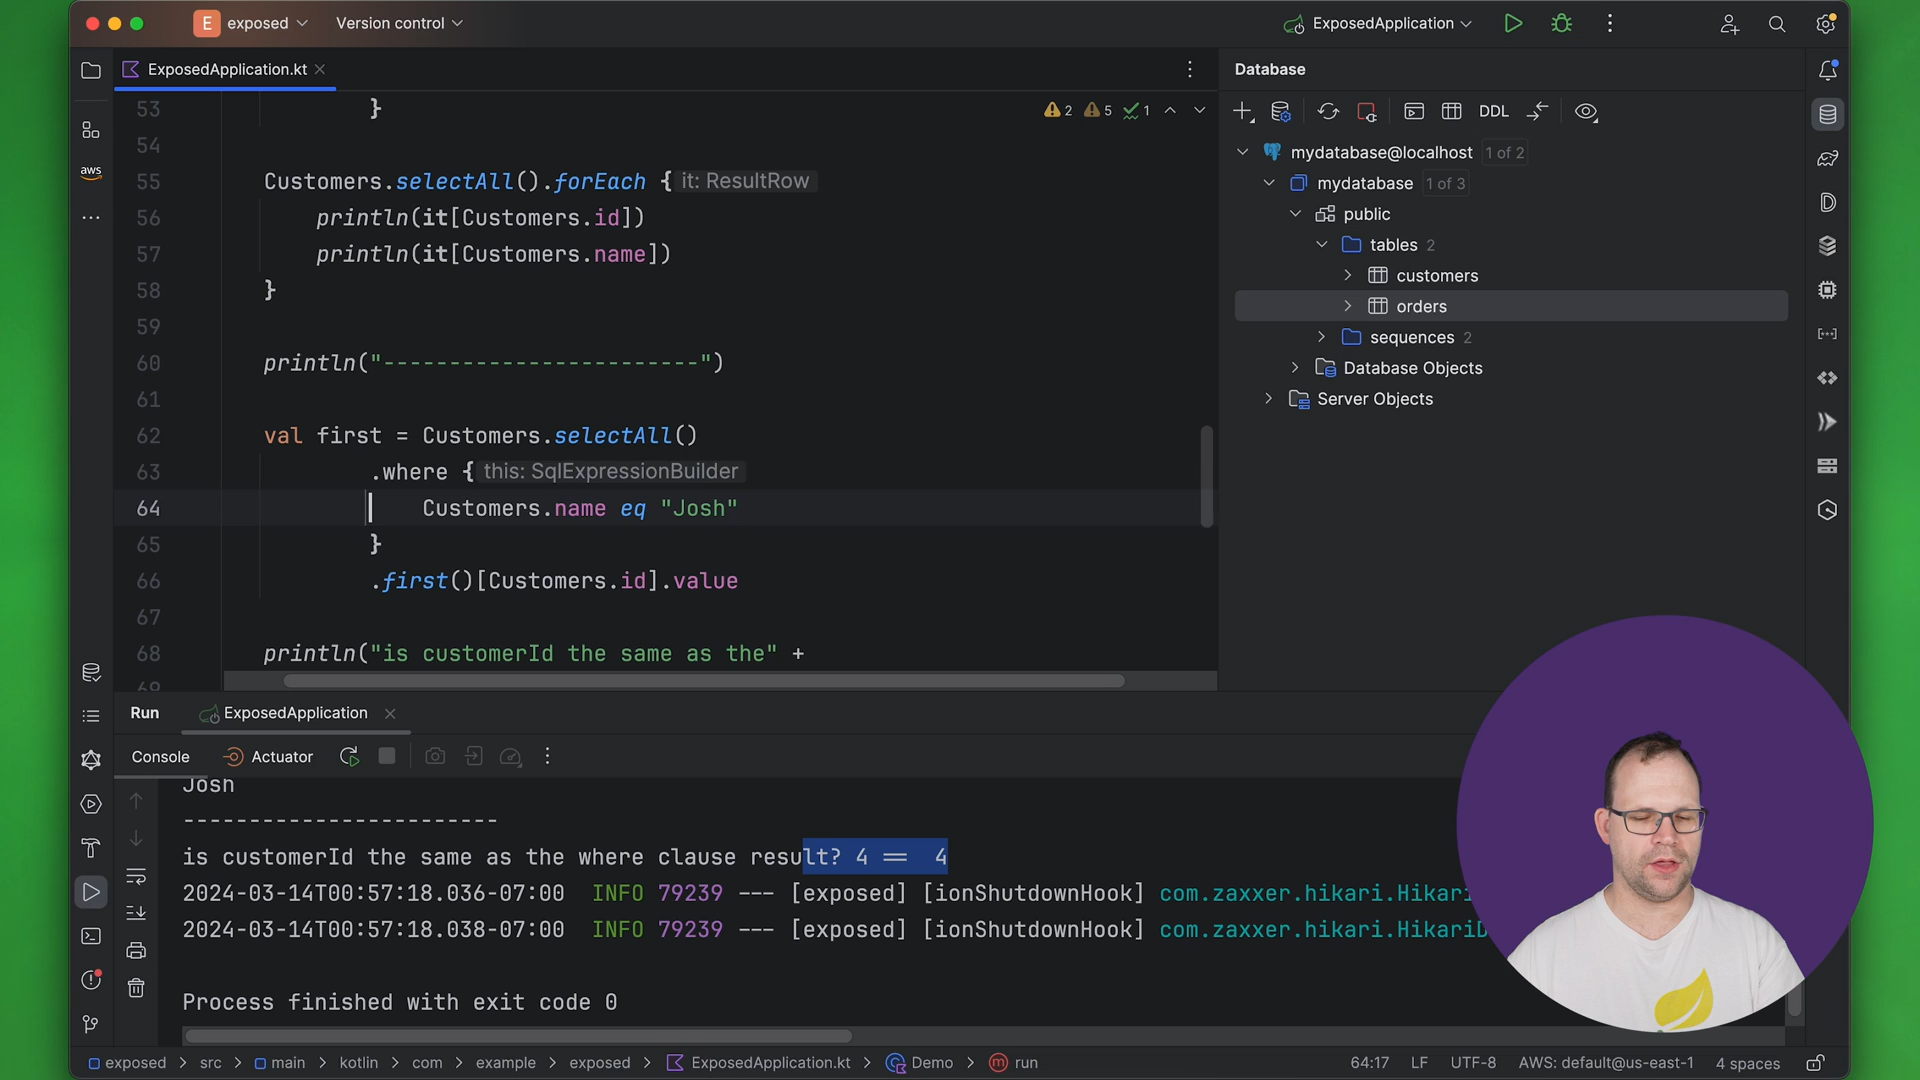 E exposed
Version control
ExposedApplication
ExposedApplication.kt
2 5 1
53 }
54
55 Customers.selectAll().forEach { it: ResultRow
56 println(it[Customers.id])
57 println(it[Customers.name])
58 }
59
60 println("------------------------")
61
62 val first = Customers.selectAll()
63 .where { this: SqlExpressionBuilder
64 Customers.name eq "Josh"
65 }
66 .first()[Customers.id].value
67
68 println("is customerId the same as the" +
69
aws
Database
DDL
mydatabase@localhost 1 of 2
mydatabase 1 of 3
public
tables 2
customers
orders
sequences 2
Database Objects
Server Objects
Run ExposedApplication
Console Actuator
Josh
------------------------
is customerId the same as the where clause result? 4 == 4
2024-03-14T00:57:18.036-07:00 INFO 79239 --- [exposed] [ionShutdownHook] com.zaxxer.hikari.Hikari
2024-03-14T00:57:18.038-07:00 INFO 79239 --- [exposed] [ionShutdownHook] com.zaxxer.hikari.HikariD
Process finished with exit code 0
exposed > src > main > kotlin > com > example > exposed > ExposedApplication.kt > Demo > run
64:17 LF UTF-8 AWS: default@us-east-1 4 spaces